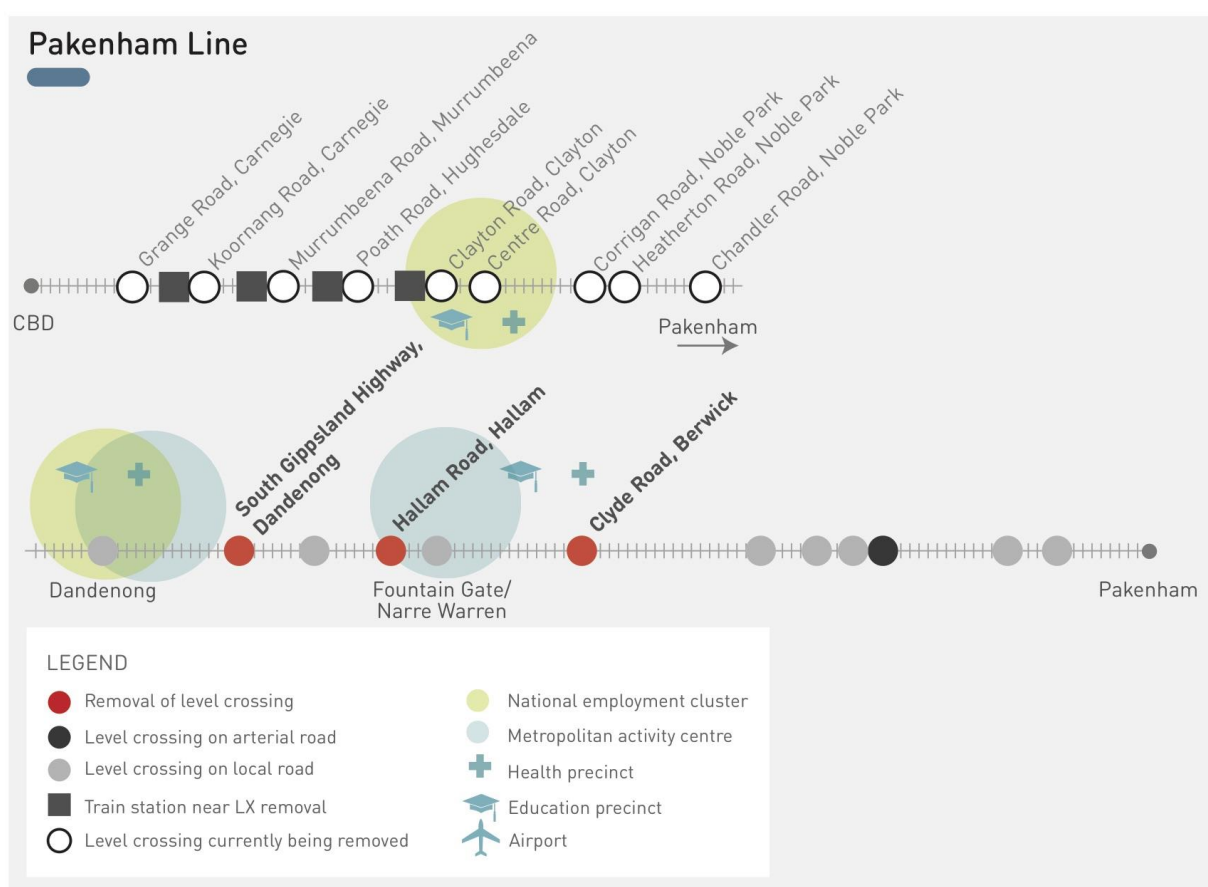 Pakenham Line
Grange Road, Carnegie
Koornang Road, Carnegie
Murrumbeena Road, Murrumbeena
Poath Road, Hughesdale
Clayton Road, Clayton
Centre Road, Clayton
Corrigan Road, Noble Park
Heatherton Road, Noble Park
Chandler Road, Noble Park
CBD
Pakenham
South Gippsland Highway,
Dandenong
Hallam Road, Hallam
Clyde Road, Berwick
Dandenong
Fountain Gate/
Narre Warren
Pakenham
LEGEND
Removal of level crossing
Level crossing on arterial road
Level crossing on local road
Train station near LX removal
Level crossing currently being removed
National employment cluster
Metropolitan activity centre
Health precinct
Education precinct
Airport